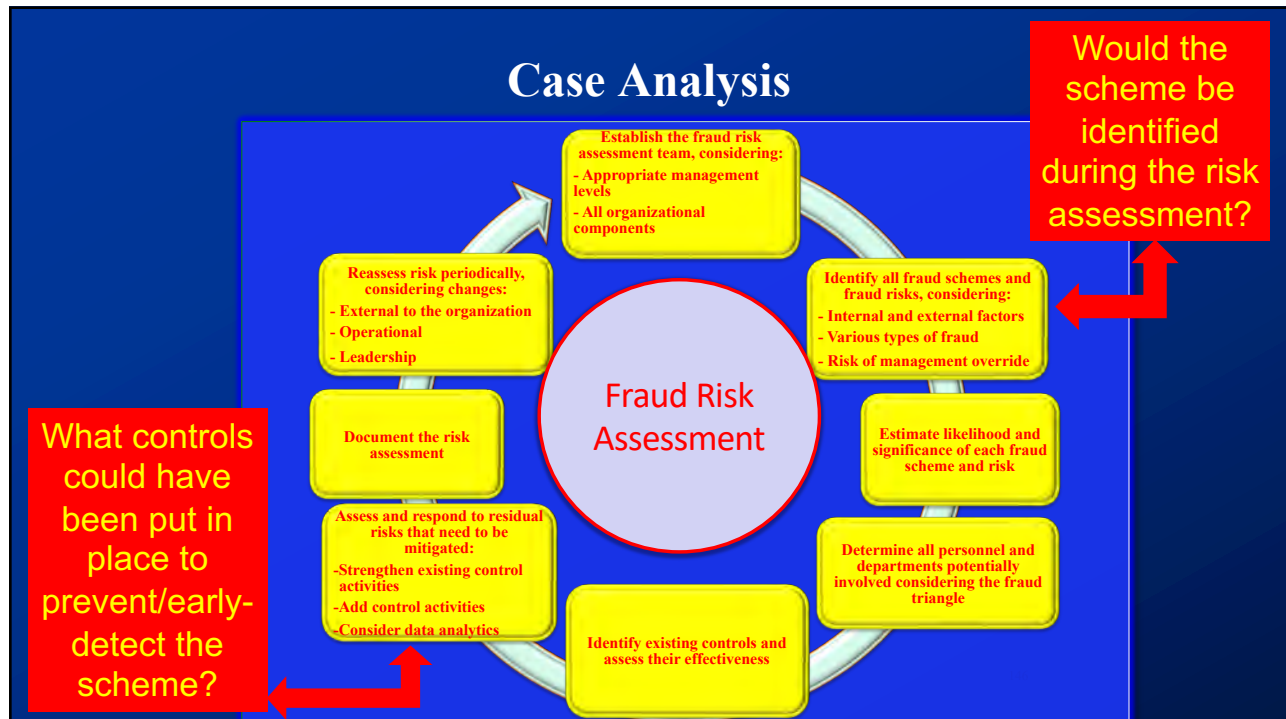 Case Analysis
Would the
scheme be
identified
during the risk
assessment?
Establish the fraud risk
assessment team, considering:
- Appropriate management
levels
- All organizational
components
Identify all fraud schemes and
fraud risks, considering:
- Internal and external factors
- Various types of fraud
- Risk of management override
Estimate likelihood and
significance of each fraud
scheme and risk
Determine all personnel and
departments potentially
involved considering the fraud
triangle
Identify existing controls and
assess their effectiveness
Assess and respond to residual
risks that need to be
mitigated:
-Strengthen existing control
activities
-Add control activities
-Consider data analytics
Document the risk
assessment
Reassess risk periodically,
considering changes:
- External to the organization
- Operational
- Leadership
Fraud Risk
Assessment
What controls
could have
been put in
place to
prevent/early-
detect the
scheme?